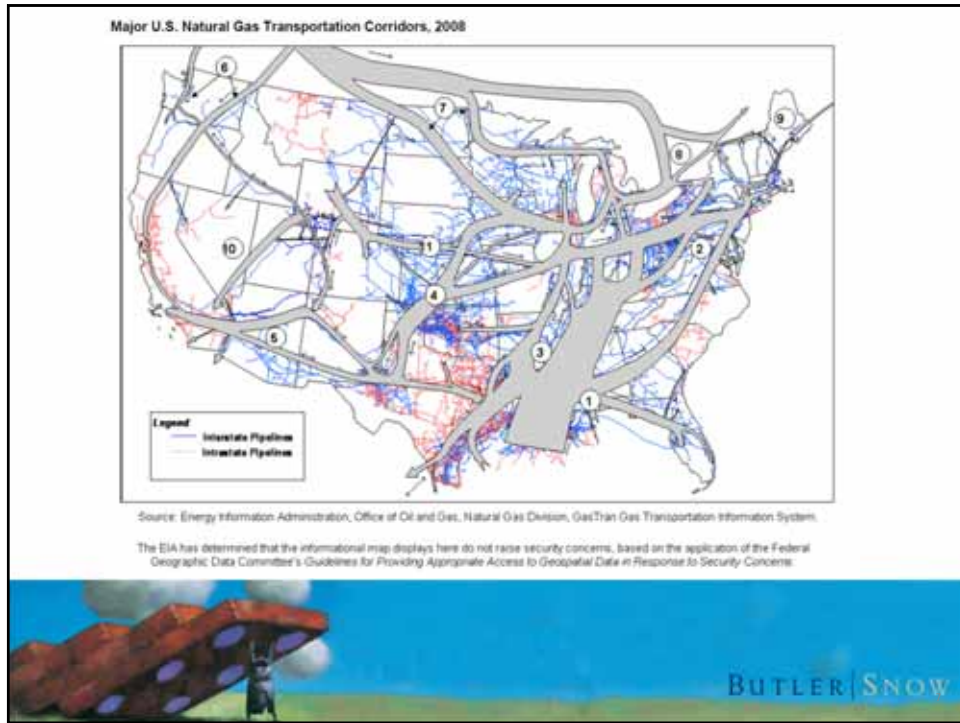 Major U.S. Natural Gas Transportation Corridors, 2008
6
7
9
8
10
11
2
4
5
3
1
Legend
Interstate Pipelines
Intrastate Pipelines
Source: Energy Information Administration, Office of Oil and Gas, Natural Gas Division, GasTran Gas Transportation Information System.
The EIA has determined that the informational map displays here do not raise security concerns, based on the application of the Federal
Geographic Data Committee's Guidelines for Providing Appropriate Access to Geospatial Data in Response to Security Concerns.
BUTLER | SNOW